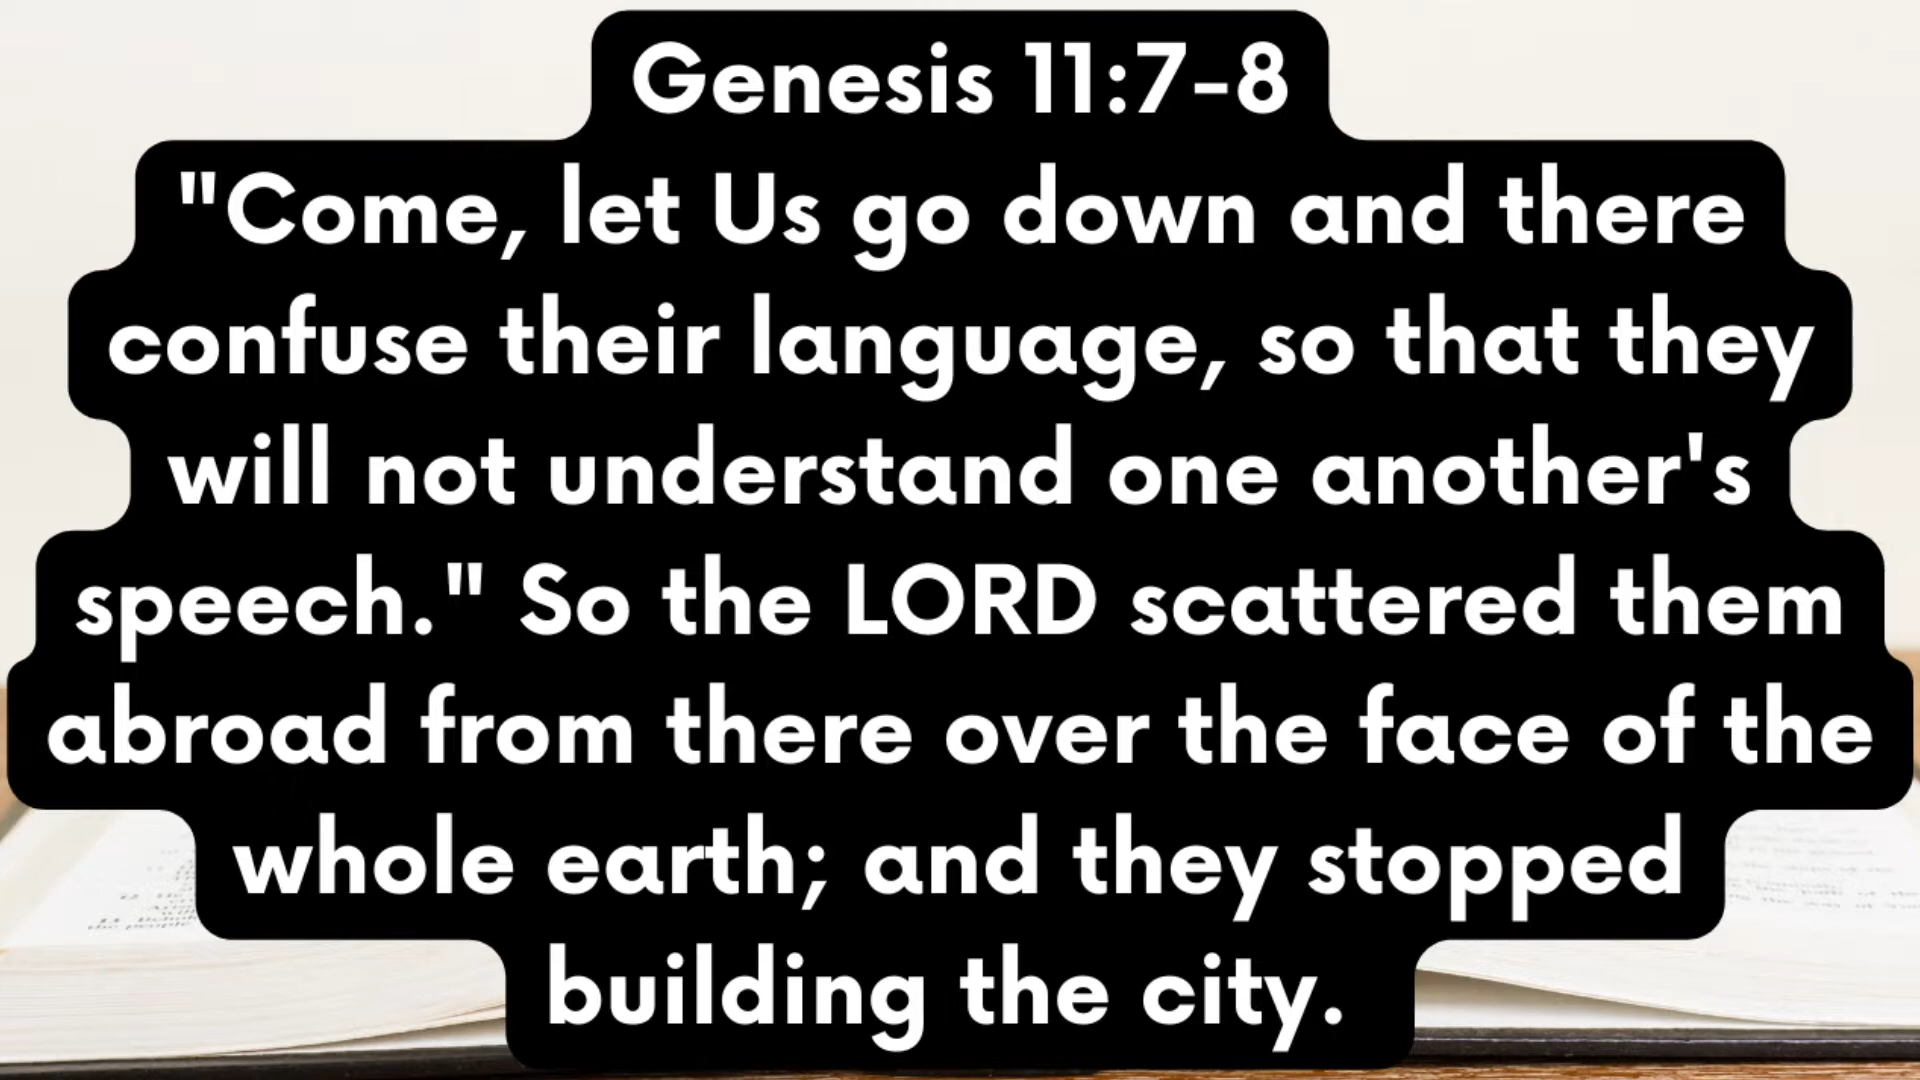 Genesis 11:7-8
"Come, let Us go down and there
confuse their language, so that they
will not understand one another's
speech." So the LORD scattered them
abroad from there over the face of the
whole earth; and they stopped
building the city.
the people